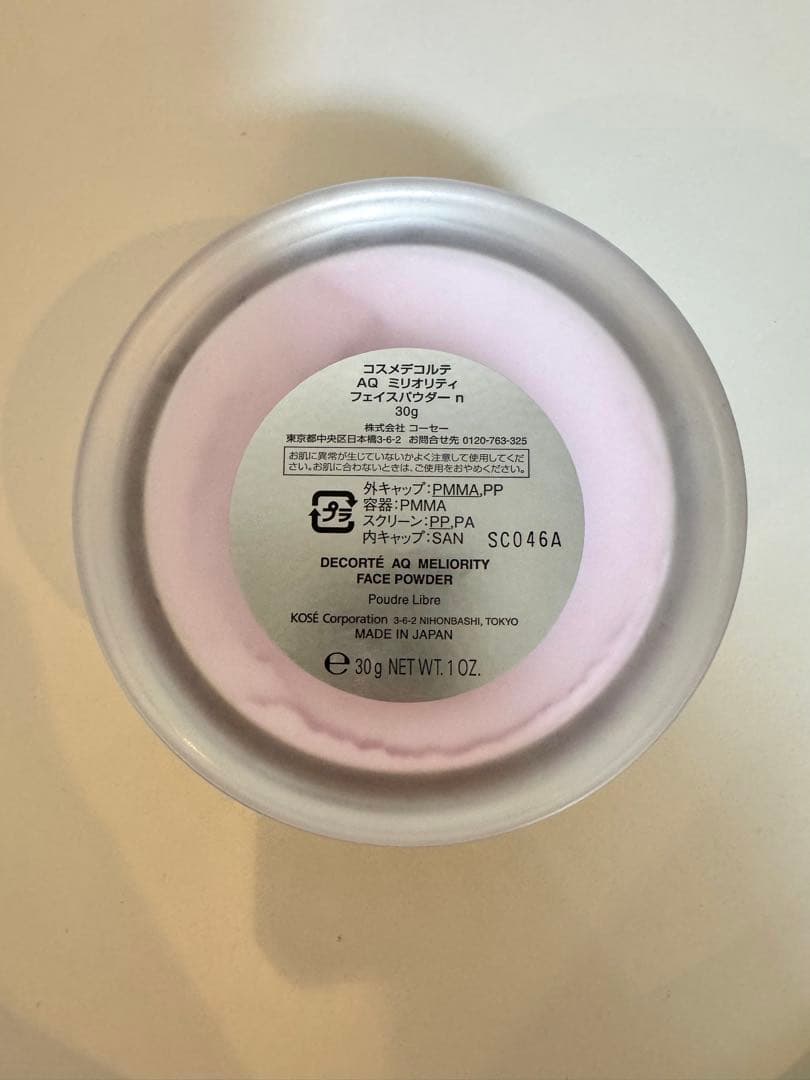 コスメデコルテ
AQ ミリオリティ
フェイスパウダー n
30g
株式会社 コーセー
東京都中央区日本橋3-6-2 お問合せ先 0120-763-325
お肌に異常が生じていないかよく注意して使用してくだ
さい。お肌に合わないときは、ご使用をおやめください。
プラ
外キャップ:PMMA,PP
容器:PMMA
スクリーン:PP,PA
内キャップ:SAN SC046A
DECORTÉ AQ MELIORITY
FACE POWDER
Poudre Libre
KOSÉ Corporation 3-6-2 NIHONBASHI, TOKYO
MADE IN JAPAN
℮ 30g NET WT. 1 OZ.